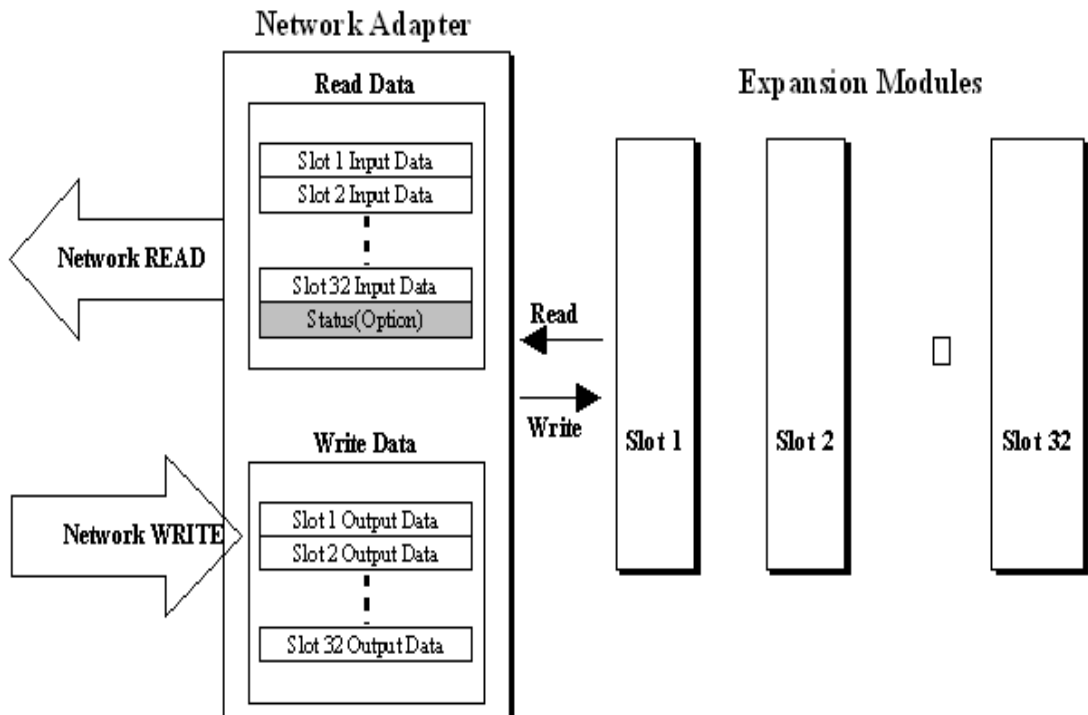 Network Adapter
Read Data
Slot 1 Input Data
Slot 2 Input Data
Slot 32 Input Data
Status(Option)
Network READ
Write Data
Slot 1 Output Data
Slot 2 Output Data
Slot 32 Output Data
Network WRITE
Read
Write
Expansion Modules
Slot 1
Slot 2
Slot 32